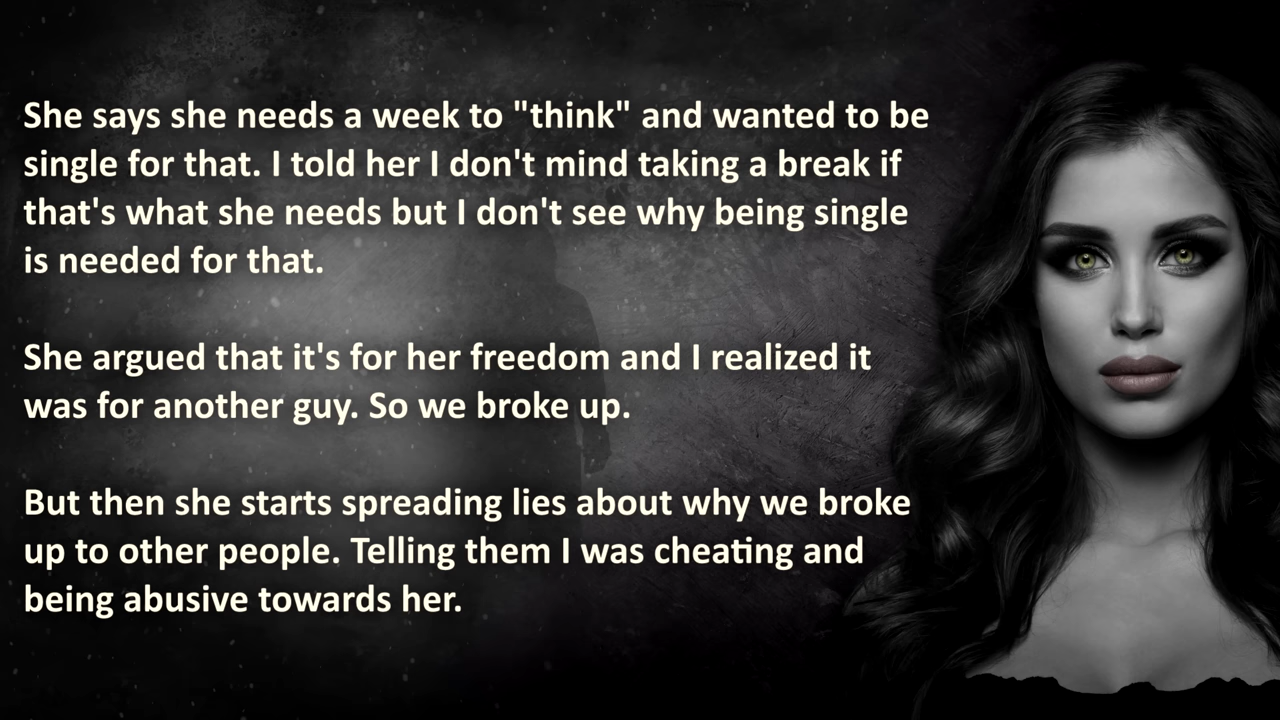 She says she needs a week to "think" and wanted to be
single for that. I told her I don't mind taking a break if
that's what she needs but I don't see why being single
is needed for that.
She argued that it's for her freedom and I realized it
was for another guy. So we broke up.
But then she starts spreading lies about why we broke
up to other people. Telling them I was cheating and
being abusive towards her.